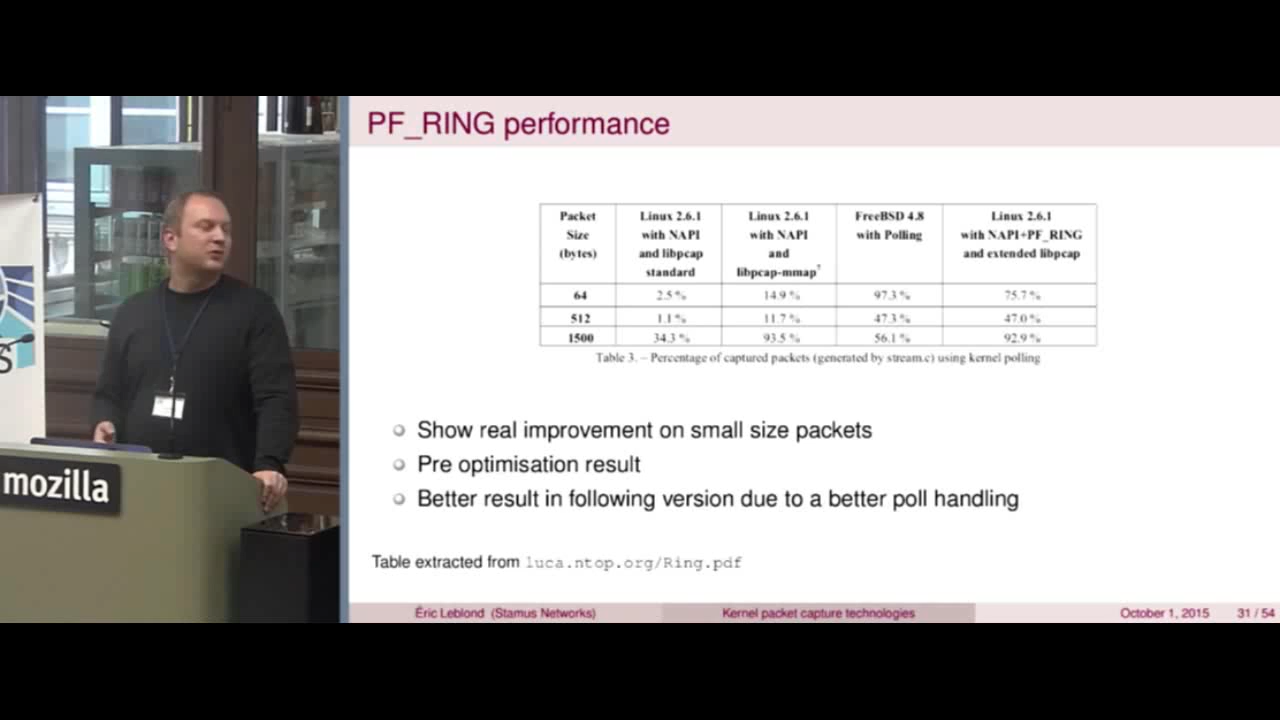 PF_RING performance
Packet Size (bytes) Linux 2.6.1 with NAPI and libpcap standard Linux 2.6.1 with NAPI and libpcap-mmap⁷ FreeBSD 4.8 with Polling Linux 2.6.1 with NAPI+PF_RING and extended libpcap
64 2.5 % 14.9 % 97.3 % 75.7 %
512 1.1 % 11.7 % 47.3 % 47.0 %
1500 34.3 % 93.5 % 56.1 % 92.9 %
Table 3. – Percentage of captured packets (generated by stream.c) using kernel polling
Show real improvement on small size packets
Pre optimisation result
Better result in following version due to a better poll handling
Table extracted from luca.ntop.org/Ring.pdf
Éric Leblond (Stamus Networks) Kernel packet capture technologies October 1, 2015 31 / 54
mozilla
S